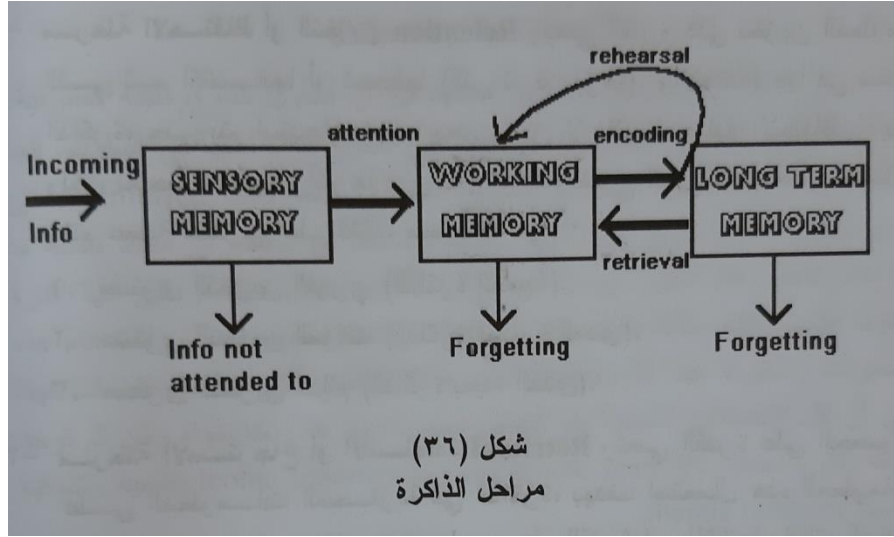 rehearsal
attention
encoding
Incoming
Info
SENSORY
MEMORY
WORKING
MEMORY
LONG TERM
MEMORY
retrieval
Info not
attended to
Forgetting
Forgetting
شكل (٣٦)
مراحل الذاكرة